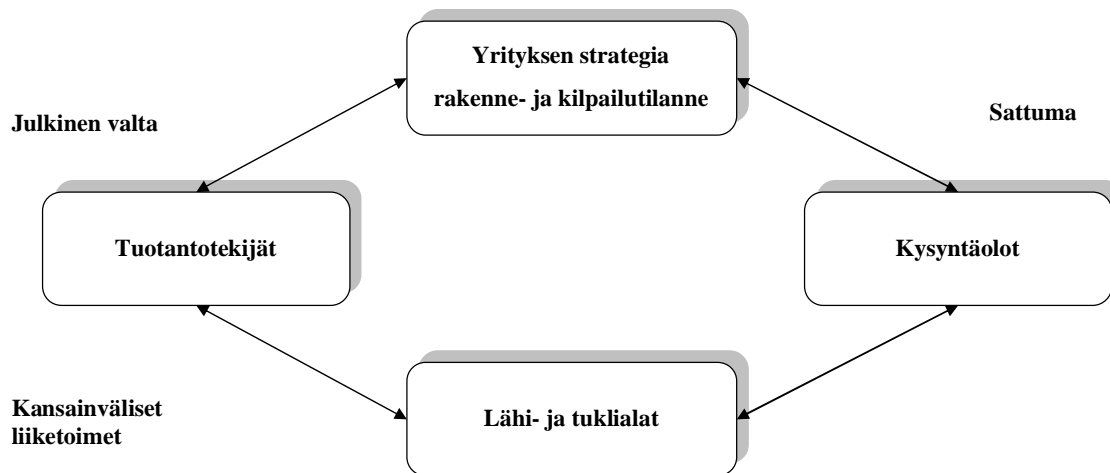 Yrityksen strategia
rakenne- ja kilpailutilanne
Julkinen valta
Sattuma
Tuotantotekijät
Kysyntäolot
Kansainväliset
liiketoimet
Lähi- ja tuklialat